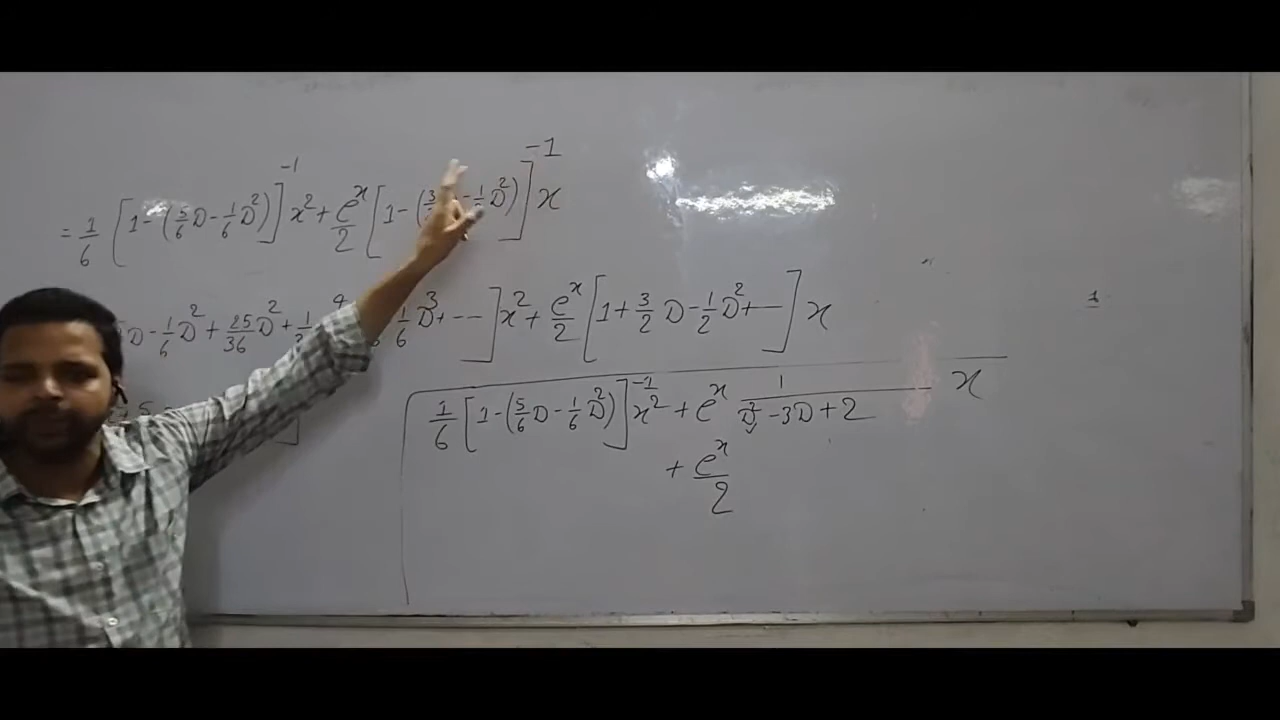 = 1/6 [1-(5/6 D - 1/6 D²)]⁻¹ x² + eˣ/2 [1-(3/ - 1/ D²)]⁻¹ x
D - 1/6 D² + 25/36 D² + 1/ 1/6 D³ + ---] x² + eˣ/2 [1 + 3/2 D - 1/2 D² + ---] x
1/6 [1-(5/6 D - 1/6 D²)]⁻¹ x² + eˣ 1/(D² - 3D + 2) x
+ eˣ/2